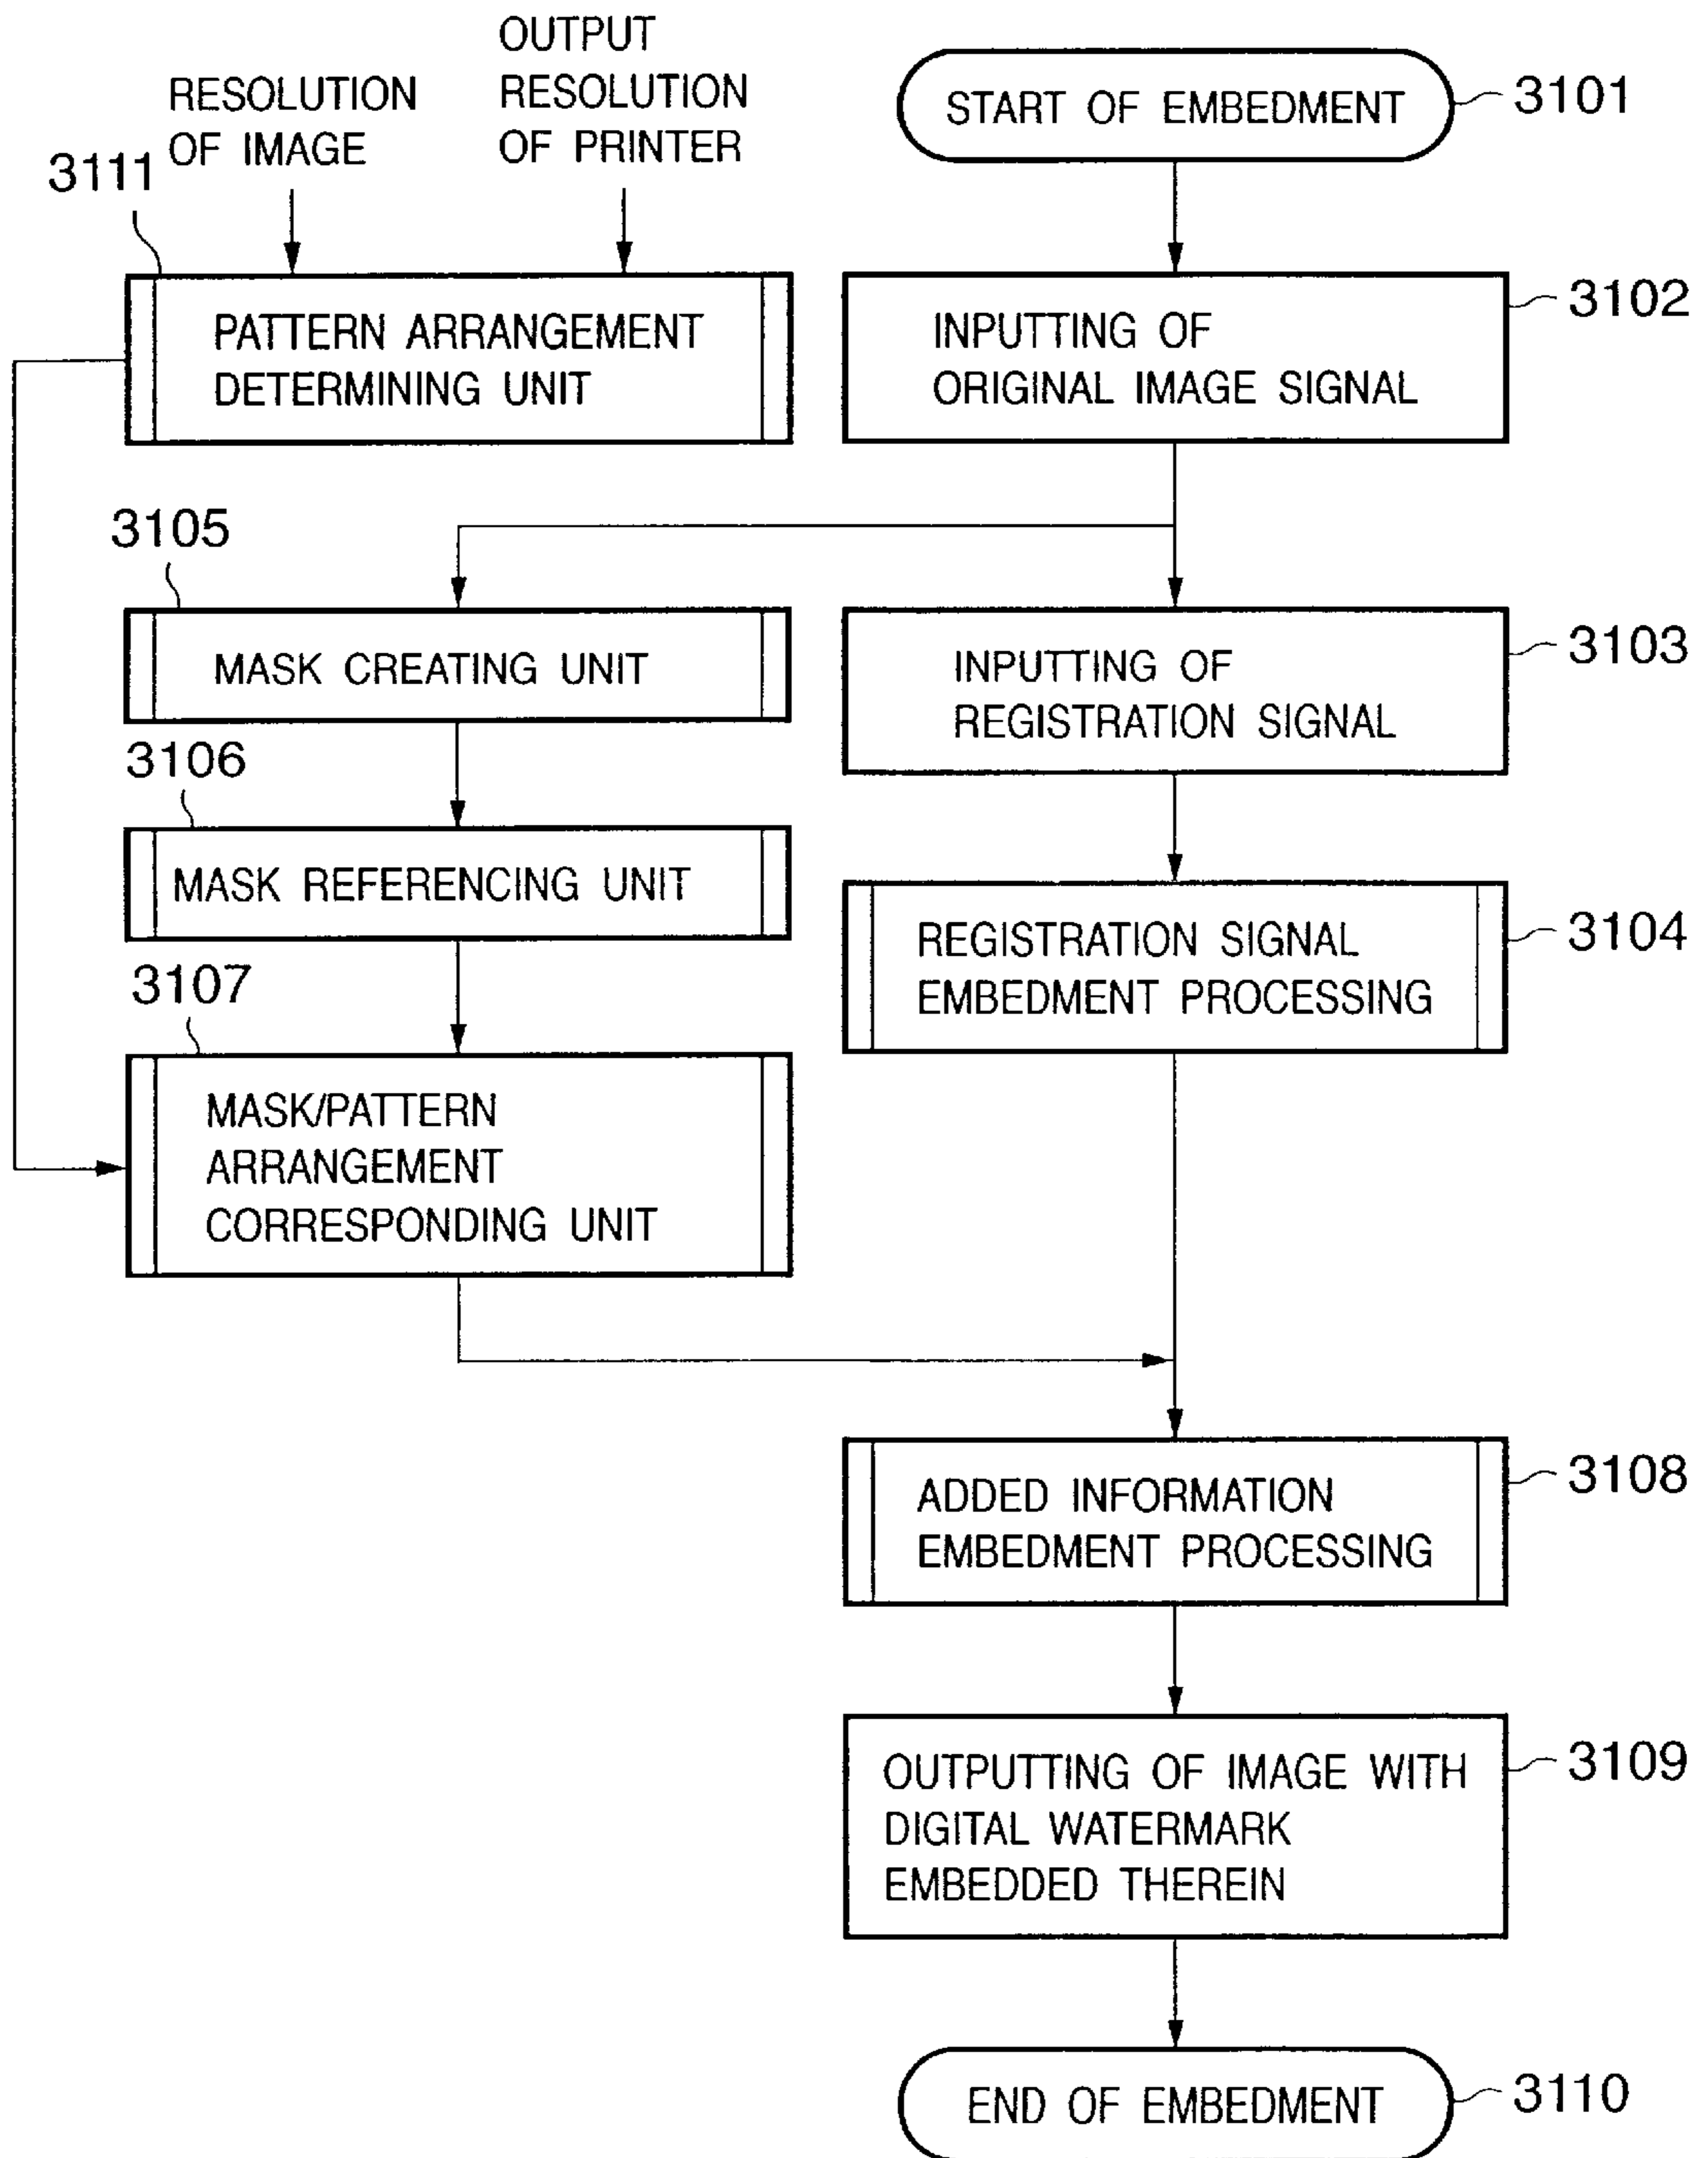 OUTPUT
RESOLUTION
OF PRINTER
RESOLUTION
OF IMAGE
START OF EMBEDMENT
3101
3111
PATTERN ARRANGEMENT
DETERMINING UNIT
INPUTTING OF
ORIGINAL IMAGE SIGNAL
3102
3105
MASK CREATING UNIT
INPUTTING OF
REGISTRATION SIGNAL
3103
3106
MASK REFERENCING UNIT
REGISTRATION SIGNAL
EMBEDMENT PROCESSING
3104
3107
MASK/PATTERN
ARRANGEMENT
CORRESPONDING UNIT
ADDED INFORMATION
EMBEDMENT PROCESSING
3108
OUTPUTTING OF IMAGE WITH
DIGITAL WATERMARK
EMBEDDED THEREIN
3109
END OF EMBEDMENT
3110